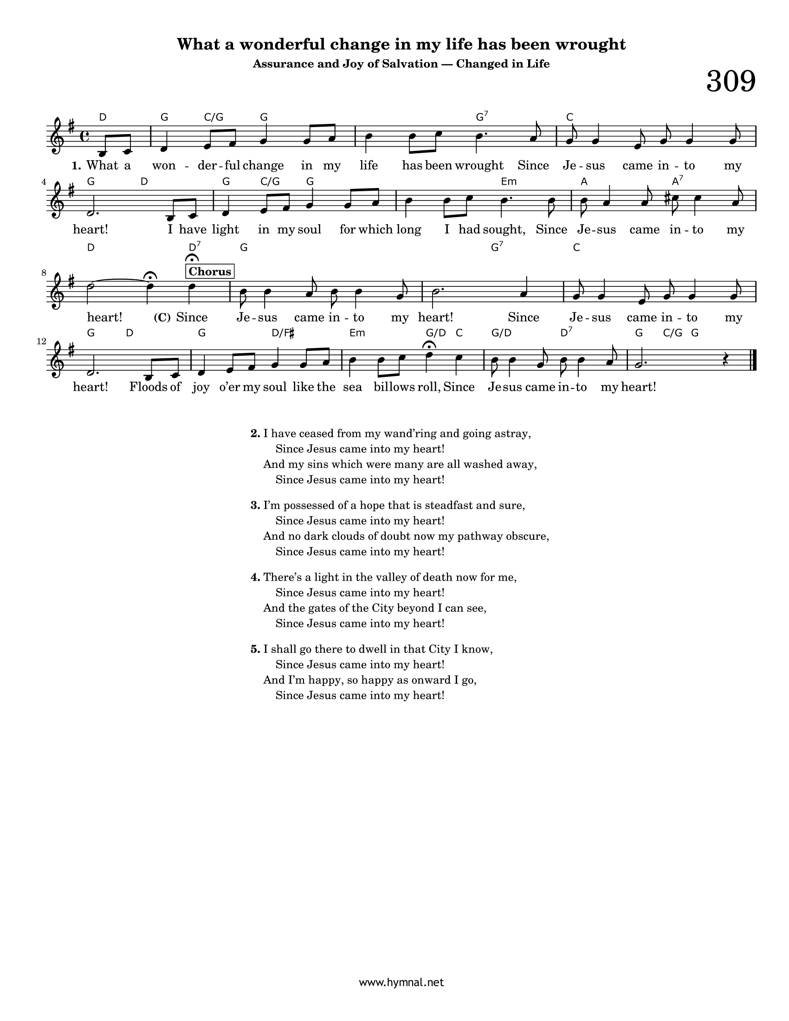 What a wonderful change in my life has been wrought
Assurance and Joy of Salvation — Changed in Life
309
D G C/G G G7 C
1. What a won - der - ful change in my life has been wrought Since Je - sus came in - to my
4 G D G C/G G Em A A7
heart! I have light in my soul for which long I had sought, Since Je - sus came in - to my
D D7 G G7 C
8 Chorus
heart! (C) Since Je - sus came in - to my heart! Since Je - sus came in - to my
12 G D G D/F♯ Em G/D C G/D D7 G C/G G
heart! Floods of joy o'er my soul like the sea billows roll, Since Jesus came in - to my heart!
2. I have ceased from my wand'ring and going astray,
Since Jesus came into my heart!
And my sins which were many are all washed away,
Since Jesus came into my heart!
3. I'm possessed of a hope that is steadfast and sure,
Since Jesus came into my heart!
And no dark clouds of doubt now my pathway obscure,
Since Jesus came into my heart!
4. There's a light in the valley of death now for me,
Since Jesus came into my heart!
And the gates of the City beyond I can see,
Since Jesus came into my heart!
5. I shall go there to dwell in that City I know,
Since Jesus came into my heart!
And I'm happy, so happy as onward I go,
Since Jesus came into my heart!
www.hymnal.net